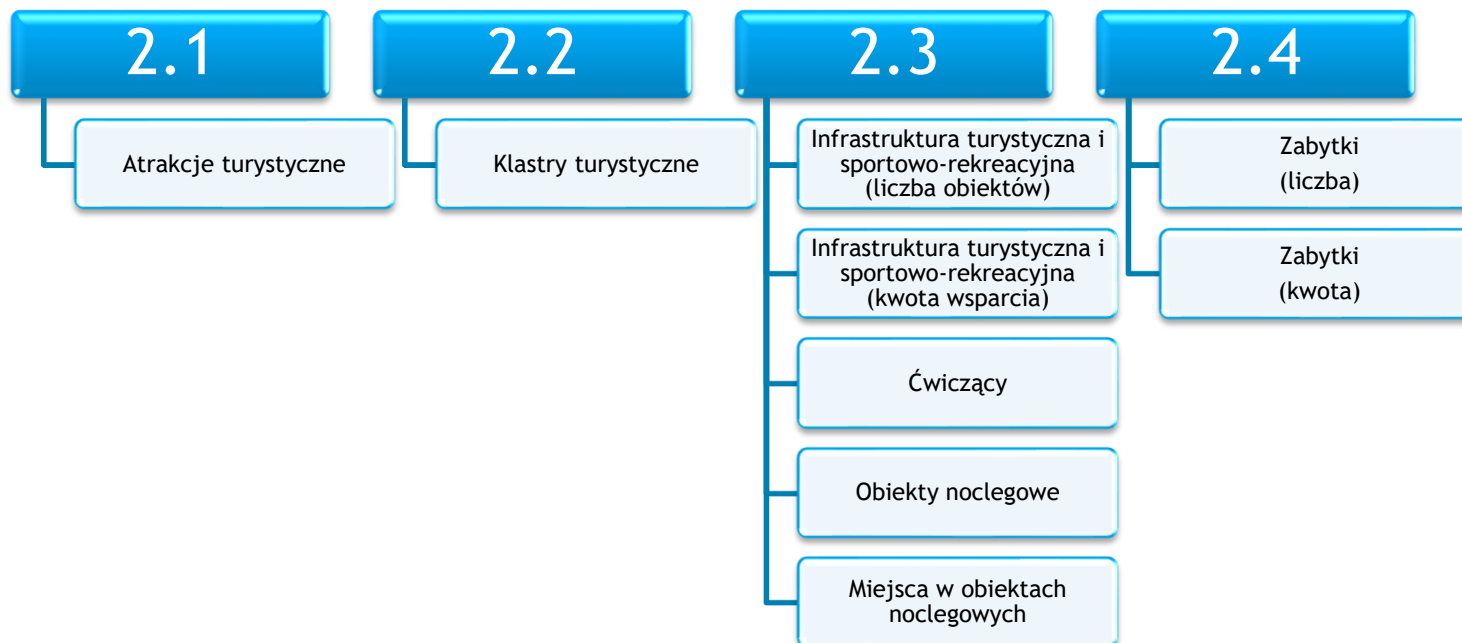 2.1
Atrakcje turystyczne
2.2
Klastry turystyczne
2.3
Infrastruktura turystyczna i
sportowo-rekreacyjna
(liczba obiektów)
Infrastruktura turystyczna i
sportowo-rekreacyjna
(kwota wsparcia)
Ćwiczący
Obiekty noclegowe
Miejsca w obiektach
noclegowych
2.4
Zabytki
(liczba)
Zabytki
(kwota)